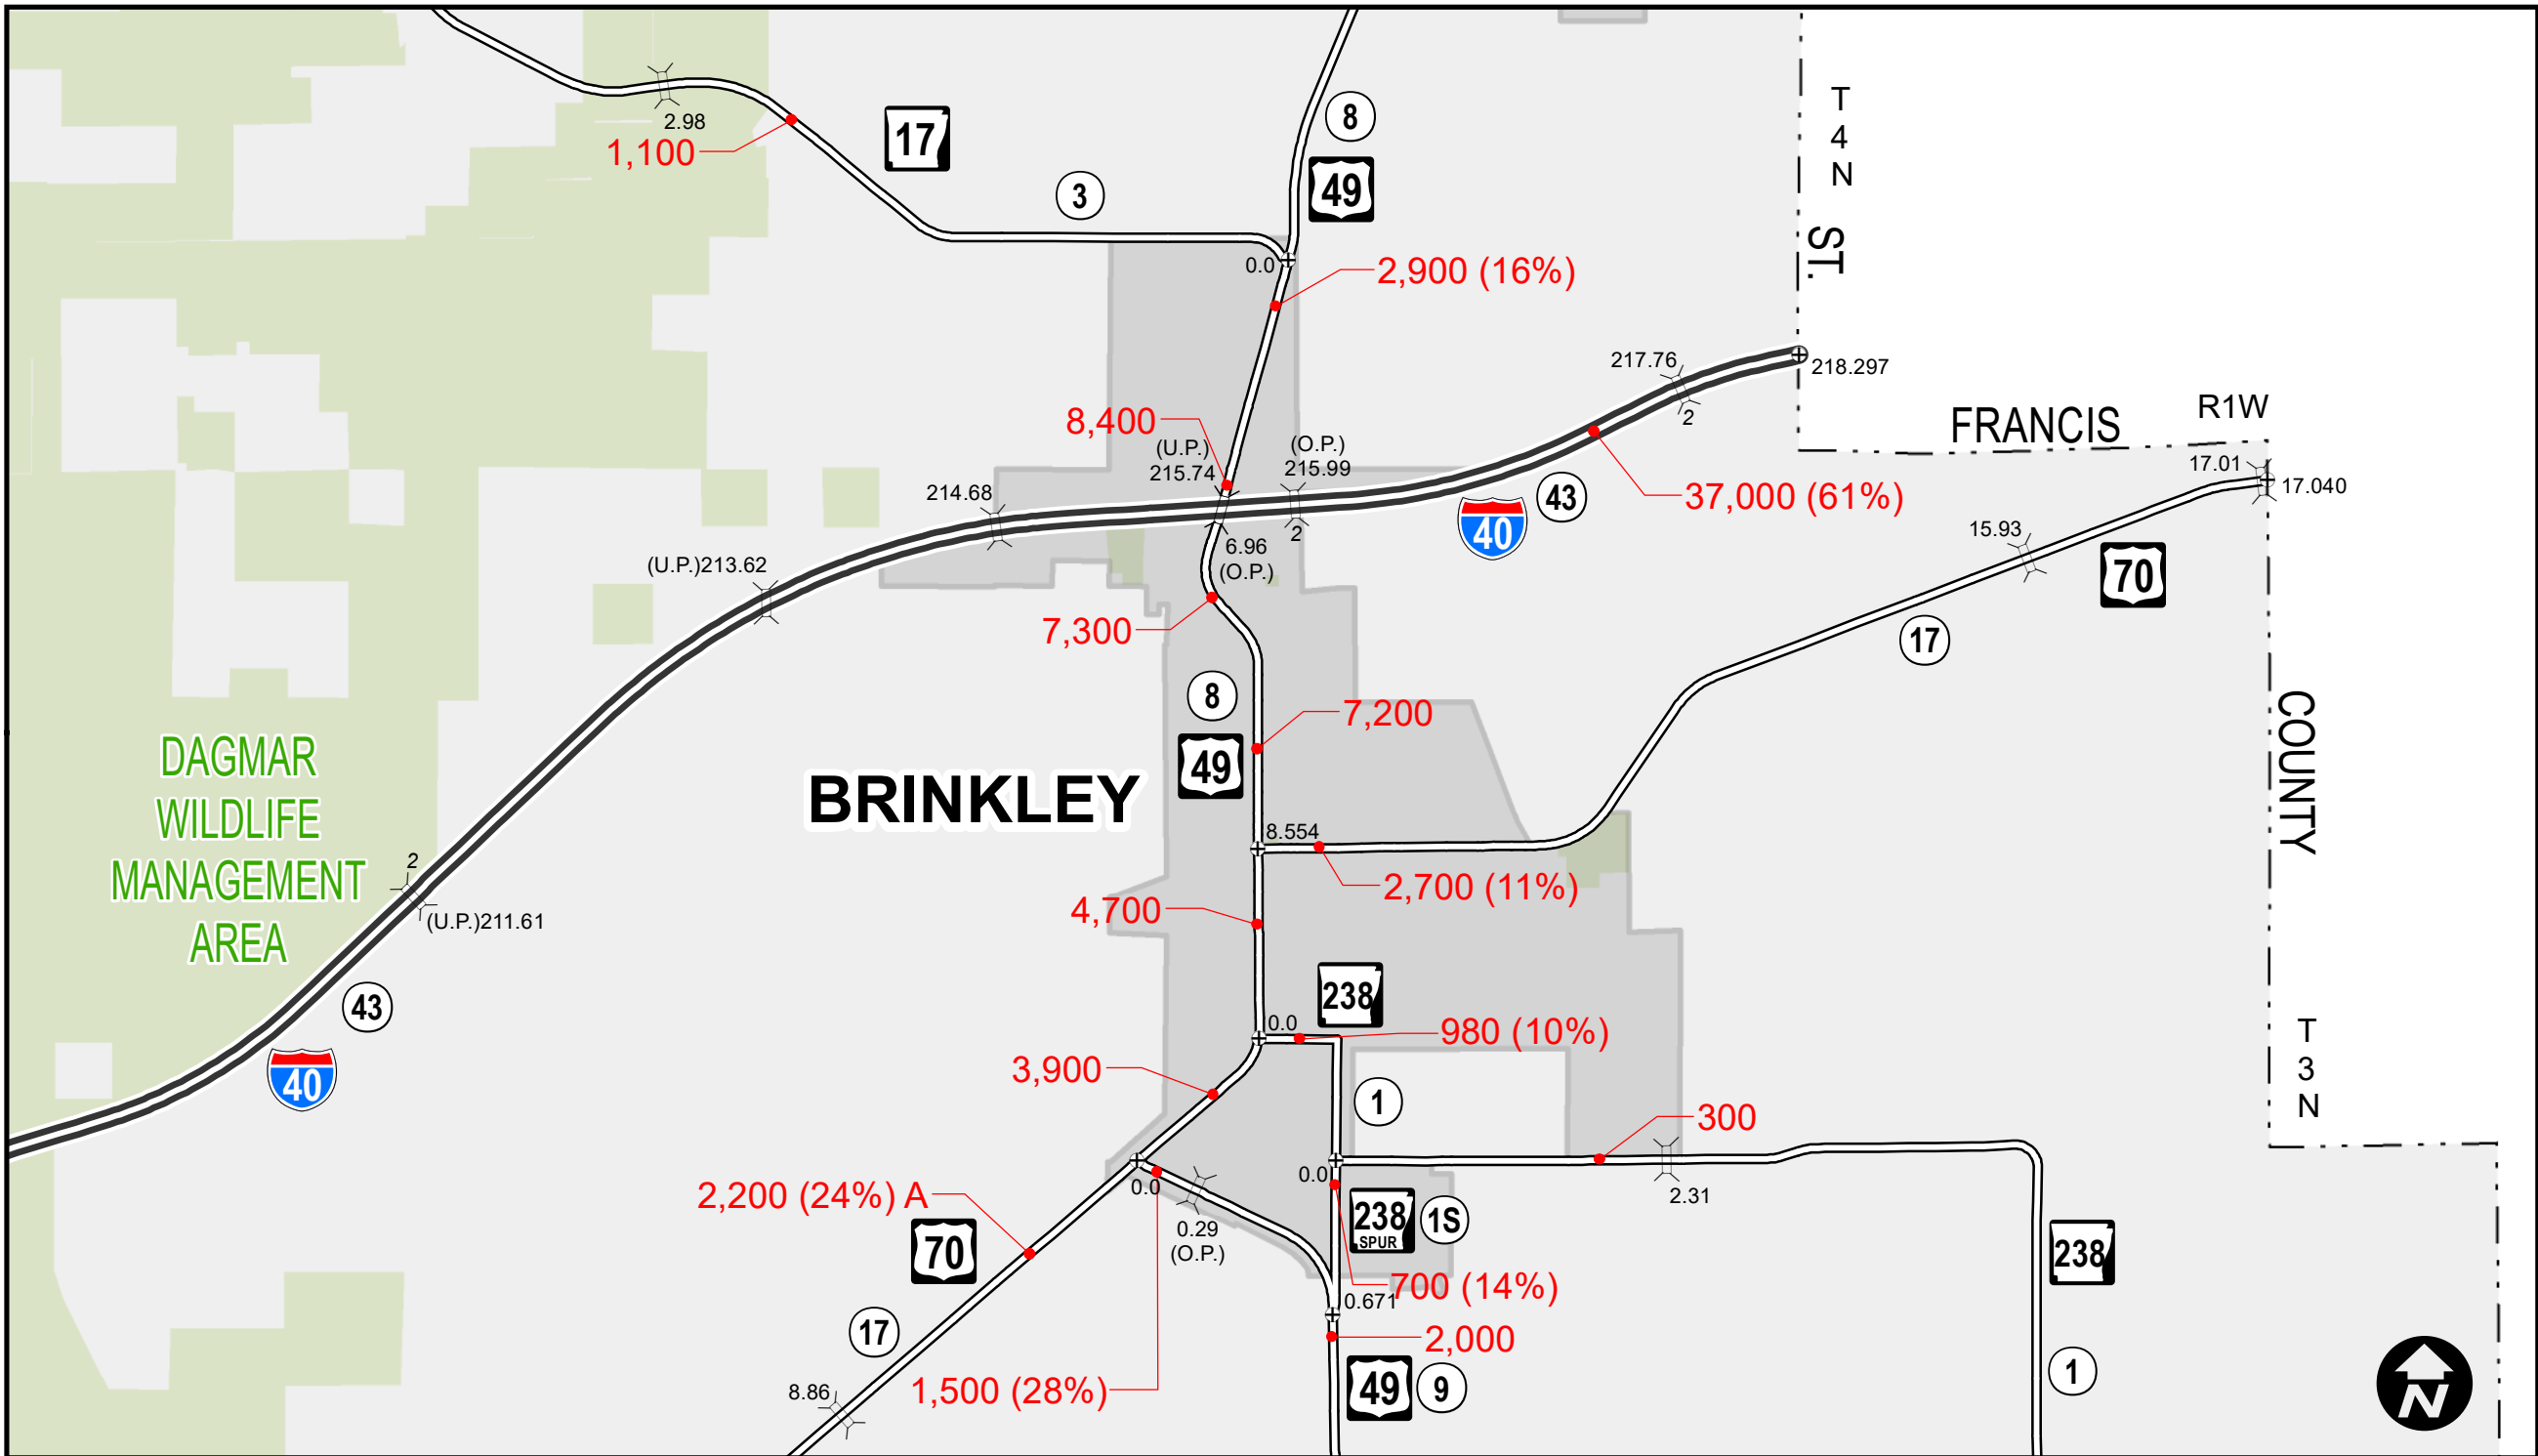 2.98
1,100
17
3
8
49
T
4
N
ST.
0.0
2,900 (16%)
217.76
218.297
2
FRANCIS
R1W
8,400
(U.P.)
215.74
(O.P.)
215.99
2
214.68
43
40
37,000 (61%)
17.01
17.040
15.93
70
17
6.96
(O.P.)
(U.P.)213.62
7,300
8
49
7,200
COUNTY
DAGMAR
WILDLIFE
MANAGEMENT
AREA
BRINKLEY
8.554
2,700 (11%)
2
(U.P.)211.61
4,700
43
40
238
0.0
980 (10%)
T
3
N
3,900
1
300
2.31
0.0
0.0
2,200 (24%) A
70
0.29
(O.P.)
238
SPUR
1S
238
700 (14%)
0.671
2,000
17
1,500 (28%)
8.86
49
9
1
N